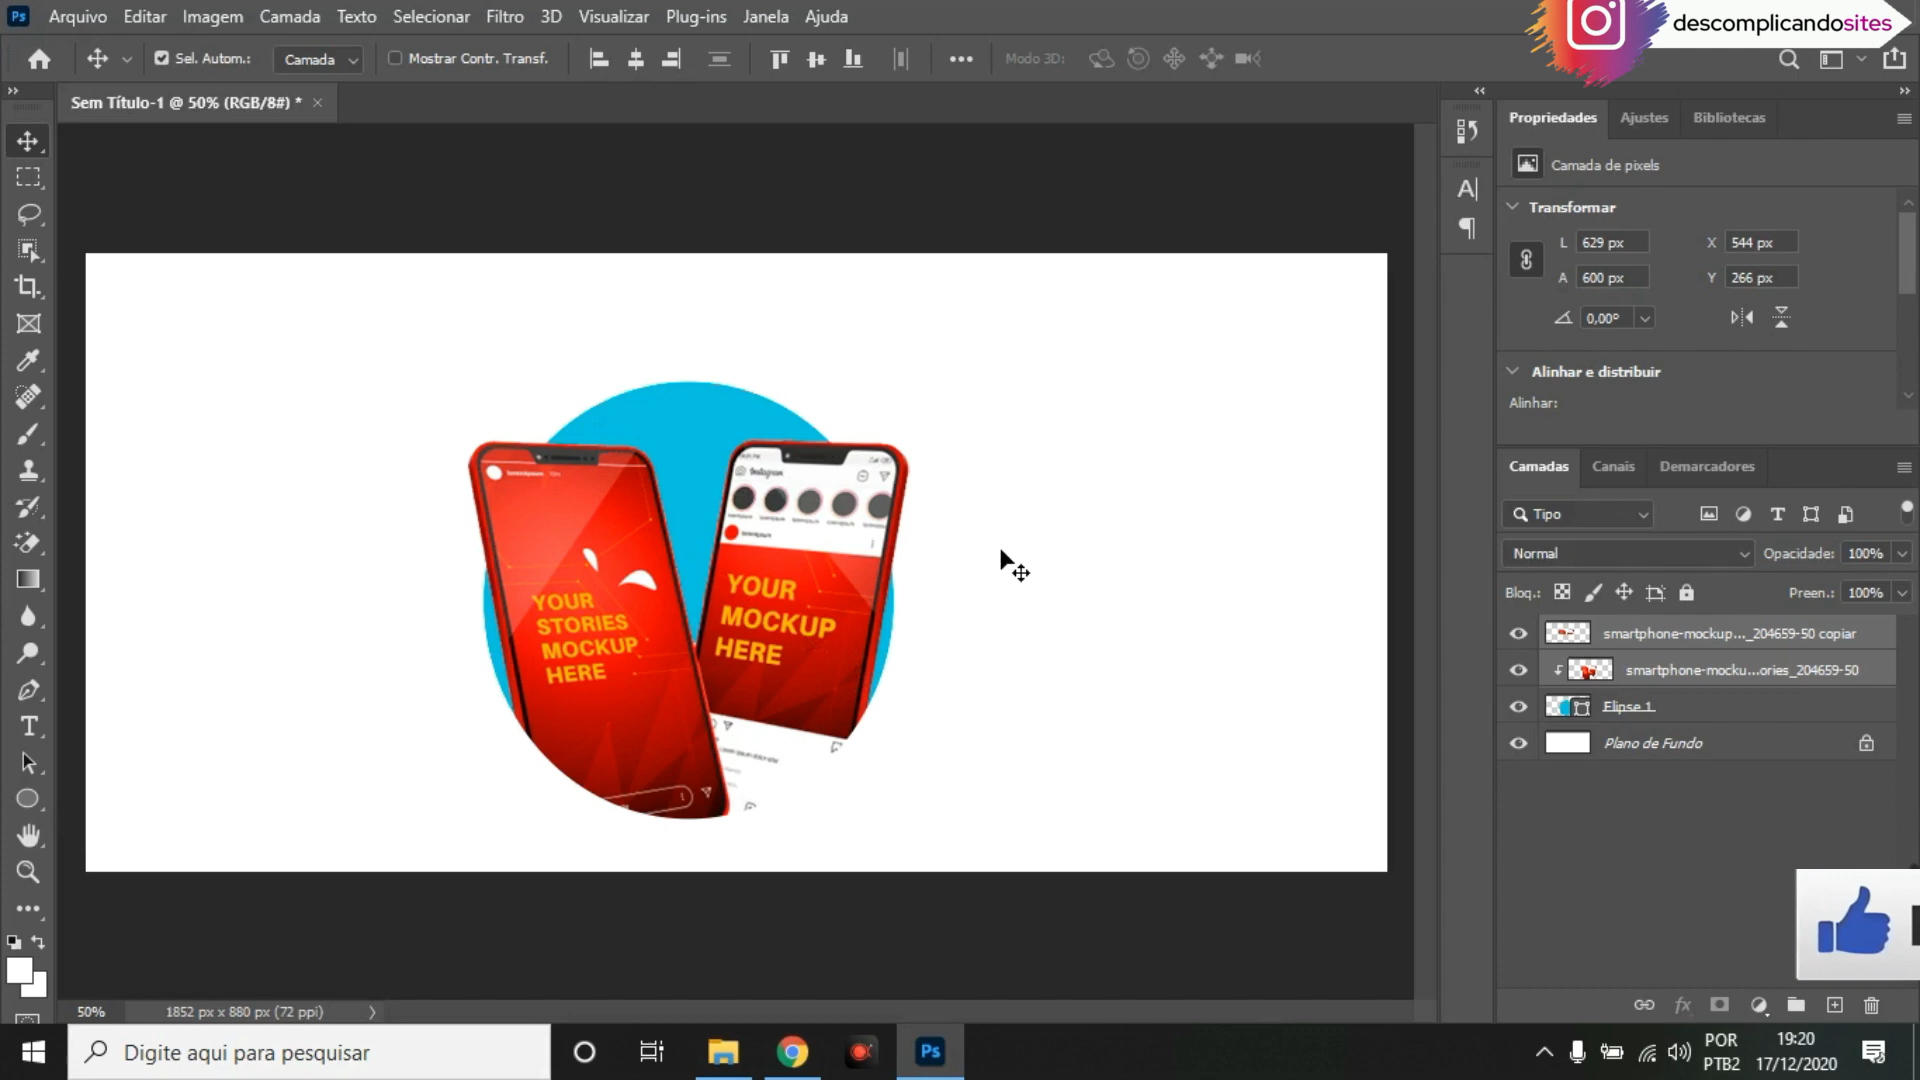 Ps Arquivo Editar Imagem Camada Texto Selecionar Filtro 3D Visualizar Plug-ins Janela Ajuda
descomplicandosites
Sel. Autom.: Camada Mostrar Contr. Transf. Modo 3D:
Sem Título-1 @ 50% (RGB/8#) *
Propriedades Ajustes Bibliotecas
Camada de pixels
Transformar
L 629 px X 544 px
A 600 px Y 266 px
0,00º
Alinhar e distribuir
Alinhar:
Camadas Canais Demarcadores
Tipo
Normal Opacidade: 100%
Bloq.: Preen.: 100%
smartphone-mockup..._204659-50 copiar
smartphone-mocku...ories_204659-50
Elipse 1
Plano de Fundo
Instagram
YOUR
STORIES
MOCKUP
HERE
YOUR
MOCKUP
HERE
50% 1852 px x 880 px (72 ppi)
Digite aqui para pesquisar
Ps
POR
PTB2
19:20
17/12/2020